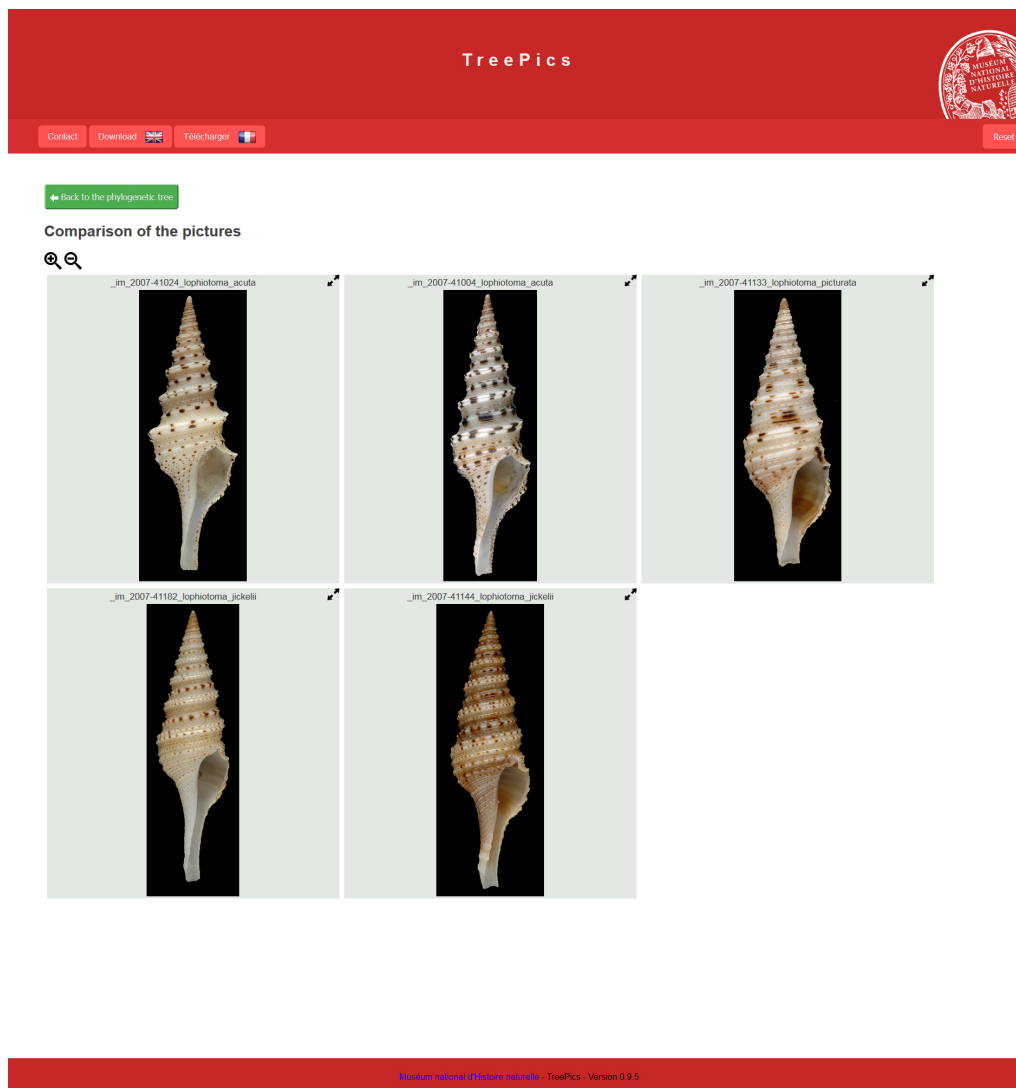 TreePics
MUSÉUM
NATIONAL
D'HISTOIRE
NATURELLE
Contact
Download
Télécharger
Reset
Back to the phylogenetic tree
Comparison of the pictures
_im_2007-41024_lophiotoma_acuta
_im_2007-41004_lophiotoma_acuta
_im_2007-41133_lophiotoma_picturata
_im_2007-41182_lophiotoma_jickelii
_im_2007-41144_lophiotoma_jickelii
Muséum national d'Histoire naturelle - TreePics - Version 0.9.5